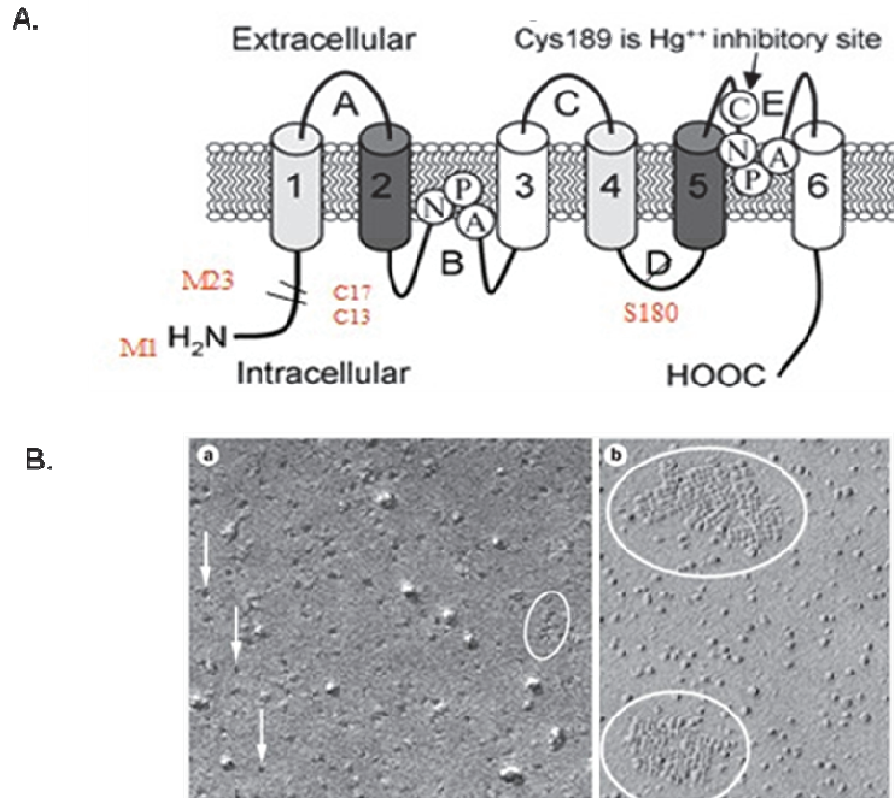 A.
Extracellular
Cys189 is Hg⁺⁺ inhibitory site
A
C
C
E
N
A
P
1
2
3
4
5
6
N
P
A
B
D
M23
C17
C13
S180
M1
H₂N
HOOC
Intracellular
B.
a
b